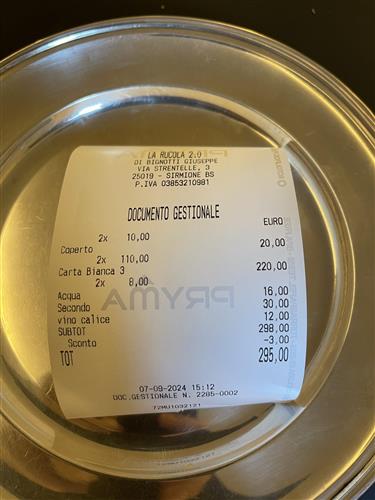 LA RUCOLA 2.0
DI BIGNOTTI GIUSEPPE
VIA STRENTELLE, 3
25019 - SIRMIONE BS
P.IVA 03853210981
DOCUMENTO GESTIONALE
EURO
2x 10,00
Coperto 20,00
2x 110,00
Carta Bianca 3 220,00
2x 8,00
Acqua 16,00
Secondo 30,00
vino calice 12,00
SUBTOT 298,00
Sconto -3,00
TOT 295,00
07-09-2024 15:12
DOC.GESTIONALE N. 2285-0002
72MU1032121
PRYMA